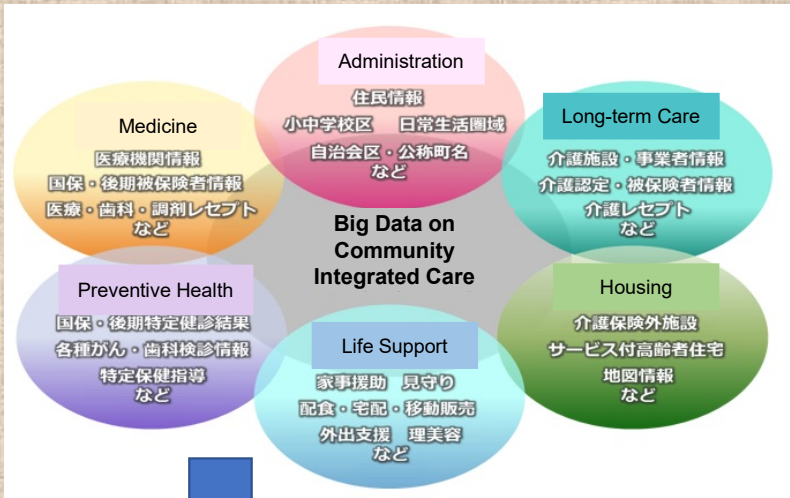 Administration
住民情報
小中学校区 日常生活圏域
自治会区・公称町名
など
Medicine
医療機関情報
国保・後期被保険者情報
医療・歯科・調剤レセプト
など
Long-term Care
介護施設・事業者情報
介護認定・被保険者情報
介護レセプト
など
Big Data on
Community
Integrated Care
Preventive Health
国保・後期特定健診結果
各種がん・歯科検診情報
特定保健指導
など
Life Support
家事援助 見守り
配食・宅配・移動販売
外出支援 理美容
など
Housing
介護保険外施設
サービス付高齢者住宅
地図情報
など